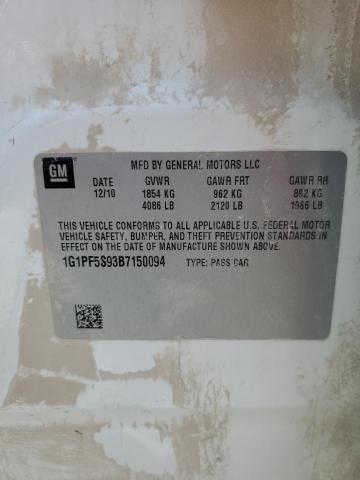 GM
MFD BY GENERAL MOTORS LLC
DATE GVWR GAWR FRT GAWR RR
12/10 1854 KG 962 KG 892 KG
4086 LB 2120 LB 1966 LB
THIS VEHICLE CONFORMS TO ALL APPLICABLE U.S. FEDERAL MOTOR
VEHICLE SAFETY, BUMPER, AND THEFT PREVENTION STANDARDS IN
EFFECT ON THE DATE OF MANUFACTURE SHOWN ABOVE.
1G1PF5S93B7150094 TYPE: PASS CAR